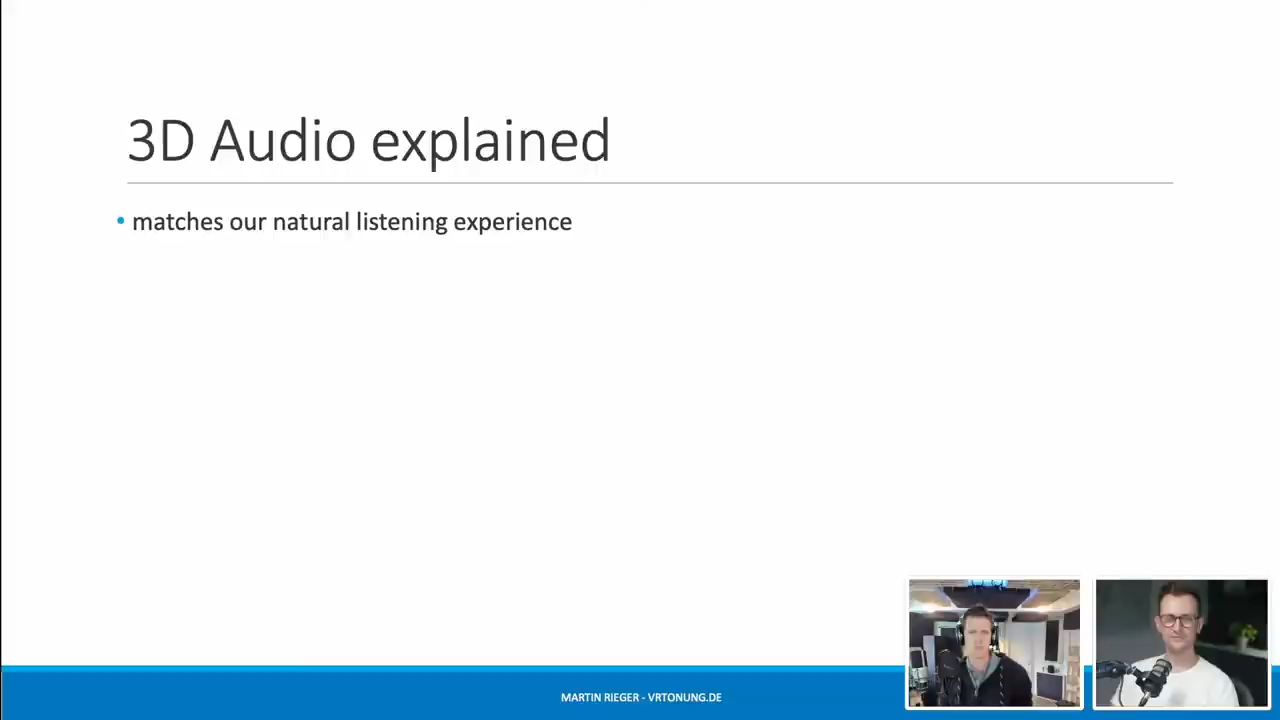 3D Audio explained
• matches our natural listening experience
MARTIN RIEGER - VRTONUNG.DE